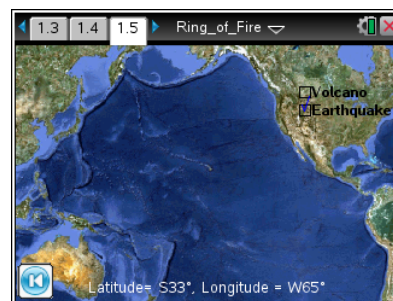 1.3 1.4 1.5 Ring_of_Fire
Volcano
Earthquake
Latitude= S33°, Longitude = W65°